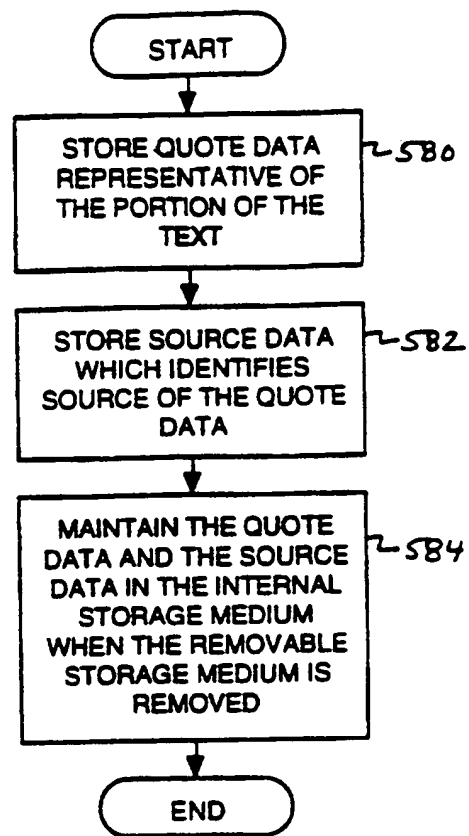 START
STORE QUOTE DATA
REPRESENTATIVE OF
THE PORTION OF THE
TEXT
580
STORE SOURCE DATA
WHICH IDENTIFIES
SOURCE OF THE QUOTE
DATA
582
MAINTAIN THE QUOTE
DATA AND THE SOURCE
DATA IN THE INTERNAL
STORAGE MEDIUM
WHEN THE REMOVABLE
STORAGE MEDIUM IS
REMOVED
584
END